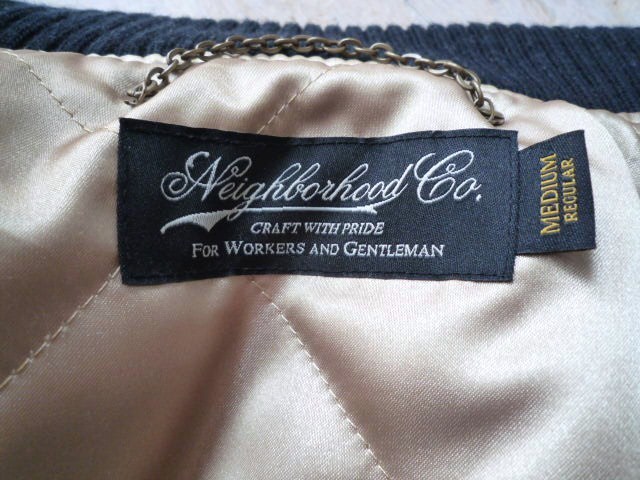 Neighborhood Co.
CRAFT WITH PRIDE
FOR WORKERS AND GENTLEMAN
MEDIUM
REGULAR